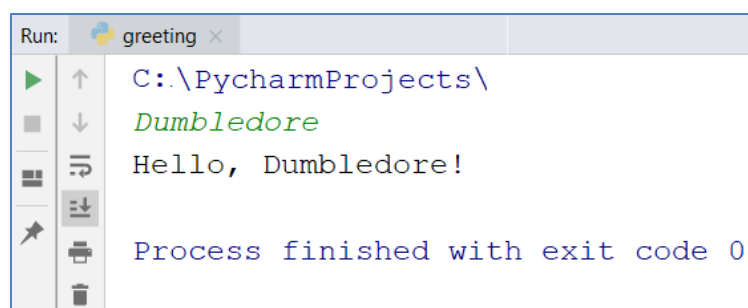 Run: greeting ×
C:.\PycharmProjects\
Dumbledore
Hello, Dumbledore!
Process finished with exit code 0